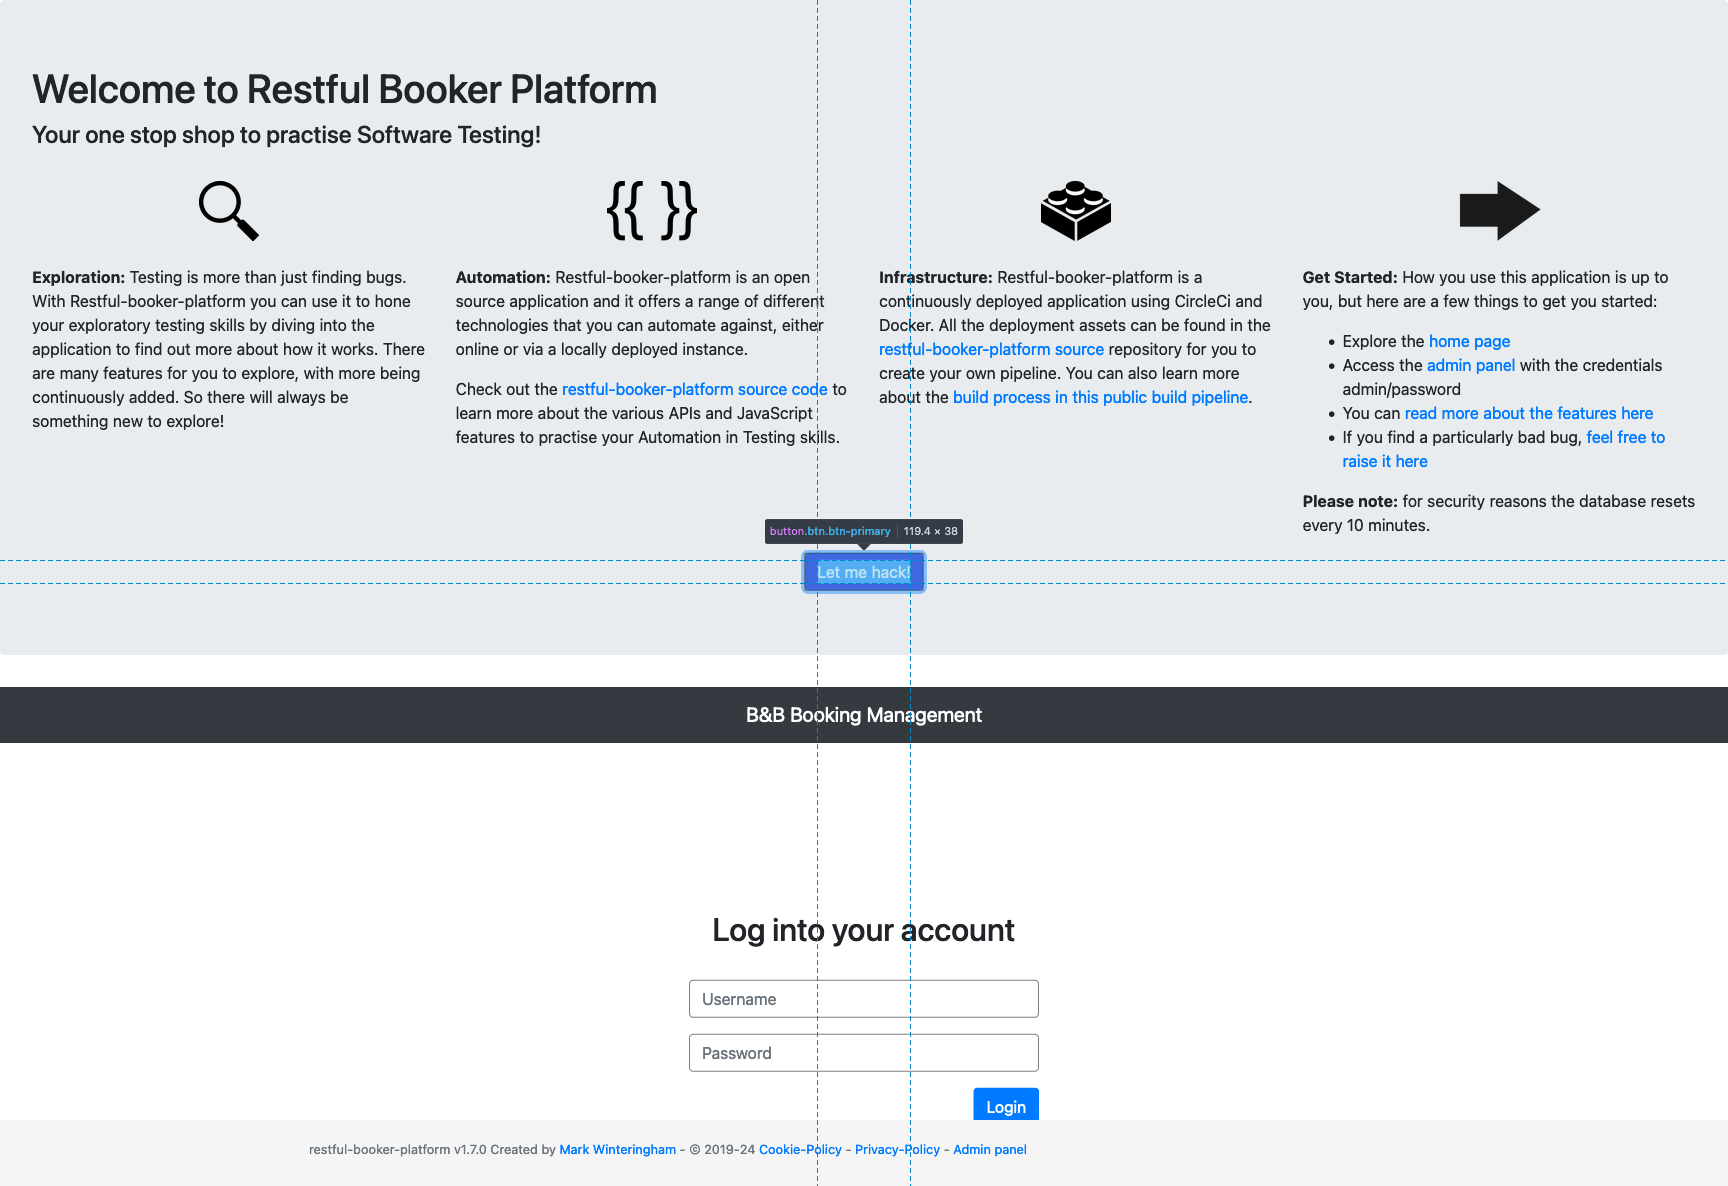 Welcome to Restful Booker Platform
Your one stop shop to practise Software Testing!
{{ }}
Exploration: Testing is more than just finding bugs.
With Restful-booker-platform you can use it to hone
your exploratory testing skills by diving into the
application to find out more about how it works. There
are many features for you to explore, with more being
continuously added. So there will always be
something new to explore!
Automation: Restful-booker-platform is an open
source application and it offers a range of different
technologies that you can automate against, either
online or via a locally deployed instance.
Check out the restful-booker-platform source code to
learn more about the various APIs and JavaScript
features to practise your Automation in Testing skills.
Infrastructure: Restful-booker-platform is a
continuously deployed application using CircleCi and
Docker. All the deployment assets can be found in the
restful-booker-platform source repository for you to
create your own pipeline. You can also learn more
about the build process in this public build pipeline.
Get Started: How you use this application is up to
you, but here are a few things to get you started:
• Explore the home page
• Access the admin panel with the credentials
admin/password
• You can read more about the features here
• If you find a particularly bad bug, feel free to
raise it here
Please note: for security reasons the database resets
every 10 minutes.
button.btn.btn-primary 119.4 × 38
Let me hack!
B&B Booking Management
Log into your account
Username
Password
Login
restful-booker-platform v1.7.0 Created by Mark Winteringham - © 2019-24 Cookie-Policy - Privacy-Policy - Admin panel